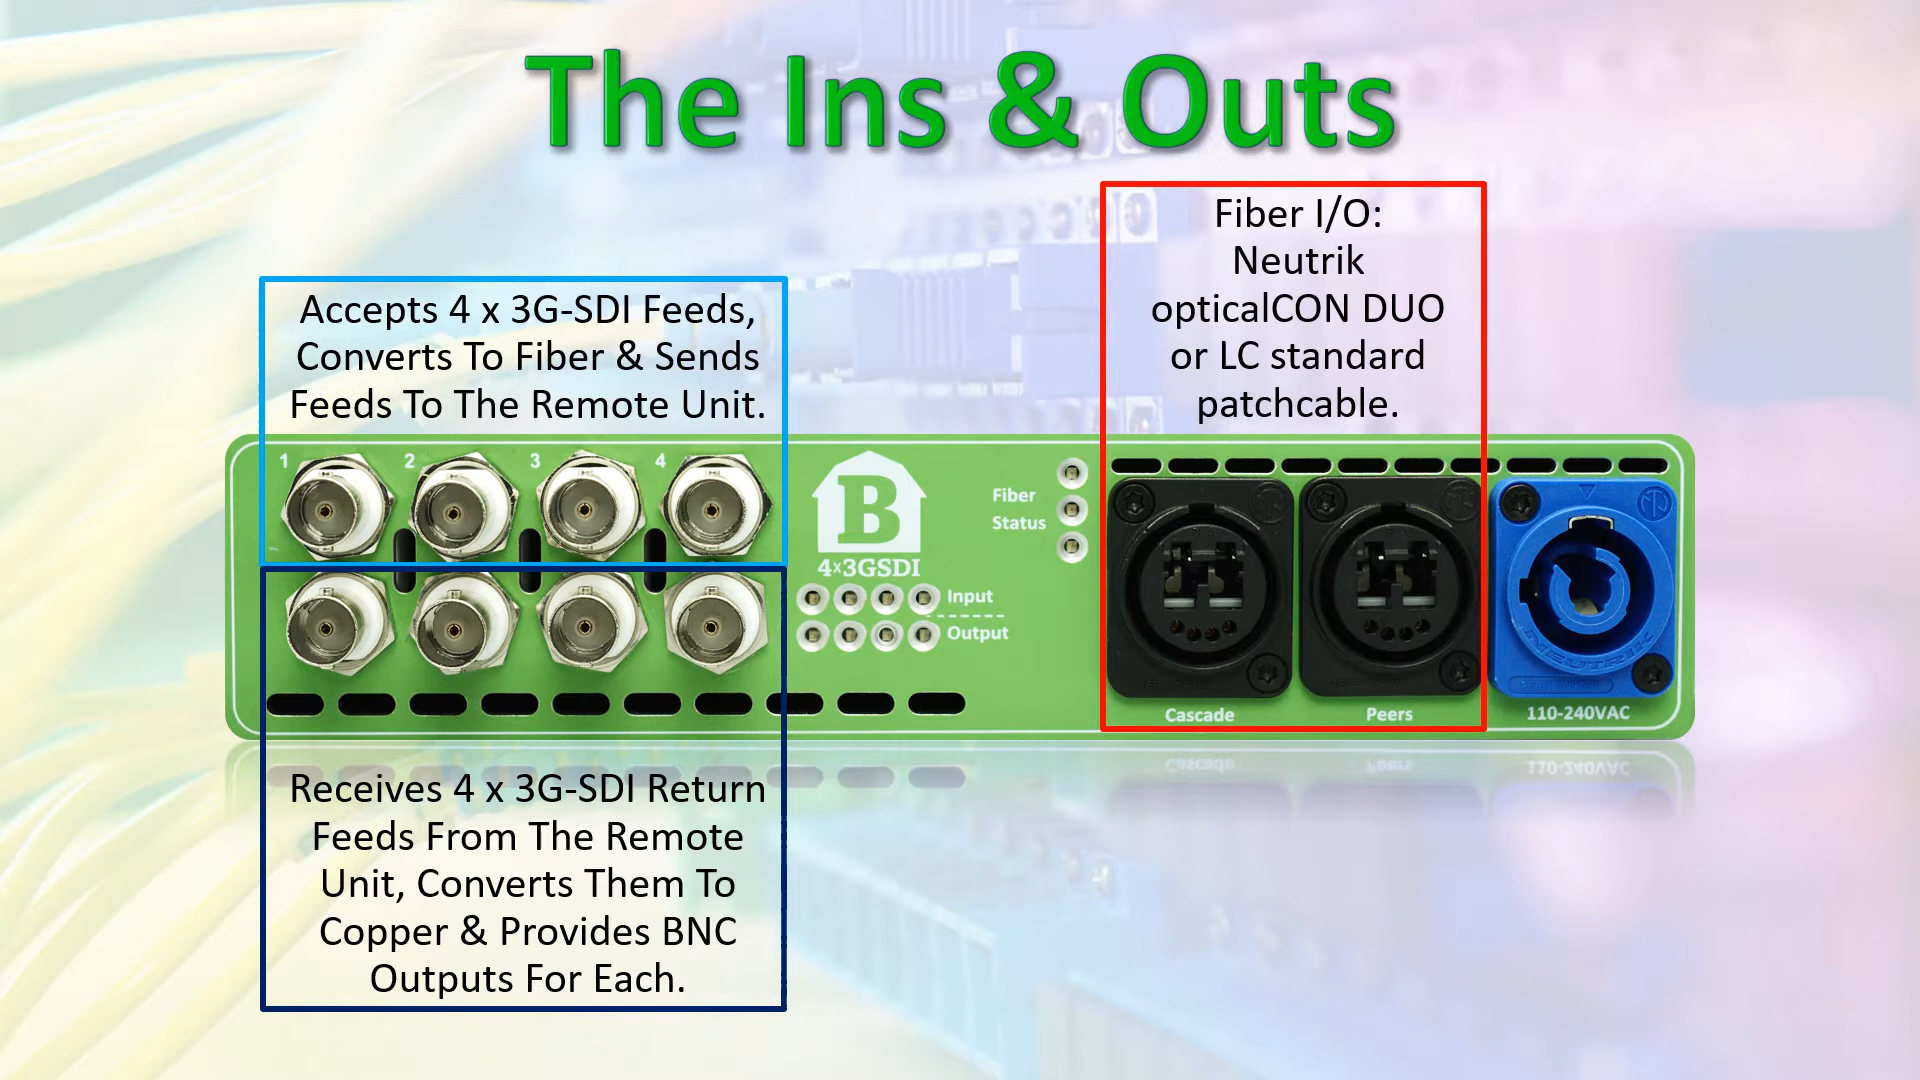 The Ins & Outs
Fiber I/O:
Neutrik
opticalCON DUO
or LC standard
patchcable.
Accepts 4 x 3G-SDI Feeds,
Converts To Fiber & Sends
Feeds To The Remote Unit.
1 2 3 4
B
4x3GSDI
Fiber
Status
Input
Output
NEUTRIK
Cascade
Peers
110-240VAC
Receives 4 x 3G-SDI Return
Feeds From The Remote
Unit, Converts Them To
Copper & Provides BNC
Outputs For Each.